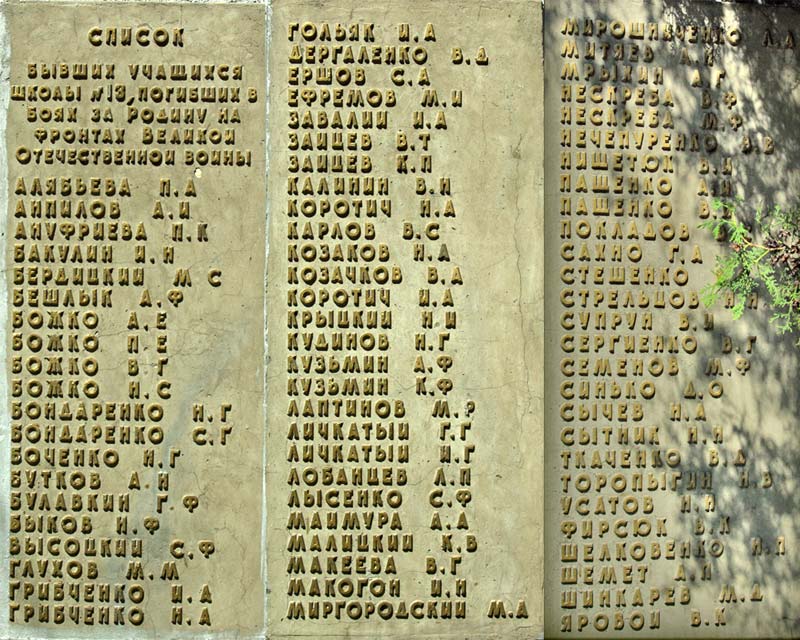 СПИСОК
БЫВШИХ УЧАЩИХСЯ
ШКОЛЫ №13, ПОГИБШИХ В
БОЯХ ЗА РОДИНУ НА
ФРОНТАХ ВЕЛИКОЙ
ОТЕЧЕСТВЕННОЙ ВОЙНЫ
АЛЯБЬЕВА П.А
АНПИЛОВ А.И
АНУФРИЕВА П.К
БАКУЛИН И.Н
БЕРДИЦКИЙ М С
БЕШЛЫК А.Ф
БОЖКО А.Е
БОЖКО П Е
БОЖКО В Г
БОЖКО Н.С
БОНДАРЕНКО Н.Г
БОНДАРЕНКО С.Г
БОЧЕНКО Н.Г
БУТКОВ А.Н
БУЛАВКИН Г.Ф
БЫКОВ Н.Ф
ВЫСОЦКИЙ С.Ф
ГЛУХОВ М.М
ГРИБЧЕНКО И.А
ГРИБЧЕНКО Н.А
ГОЛЬЯК И.А
ДЕРГАЛЕНКО В.Д
ЕРШОВ С.А
ЕФРЕМОВ М.И
ЗАВАЛИЙ И.А
ЗАЙЦЕВ В.Т
ЗАЙЦЕВ К.П
КАЛИНИН В.Н
КОРОТИЧ Н.А
КАРЛОВ В.С
КОЗАКОВ Н.А
КОЗАЧКОВ В.А
КОРОТИЧ И.А
КРЫЦКИЙ Н.И
КУДИНОВ Н.Г
КУЗЬМИН А.Ф
КУЗЬМИН К.Ф
ЛАПТИНОВ М.Р
ЛИЧКАТЫЙ Г.Г
ЛИЧКАТЫЙ И.Г
ЛОБАНЦЕВ Л.П
ЛЫСЕНКО С.Ф
МАЙМУРА А.А
МАЛИЦКИЙ К.В
МАКЕЕВА В.Г
МАКОГОН И.Н
МИРГОРОДСКИЙ М.А
МИРОШНИЧЕНКО Л.А
МИТЯЕВ
МРЫХИН А.Г
НЕСКРЕБА В.Ф
НЕСКРЕБА М.Ф
НЕЧЕПУРЕНКО
НИЩЕТЮК
ПАЩЕНКО
ПАЩЕНКО
ПОКЛАДОВ
САХНО Г.А
СТЕШЕНКО
СТРЕЛЬЦОВ
СУПРУН В.И
СЕРГИЕНКО В.Г
СЕМЕНОВ М.Ф
СИНЬКО Д.О
СЫЧЕВ Н.А
СЫТНИК
ТКАЧЕНКО В.Д
ТОРОПЫГИН Н.В
УСАТОВ
ФИРСЮК В.К
ШЕЛКОВЕНКО
ШЕМЕТ А.П
ШИНКАРЕВ М.Д
ЯРОВОЙ В.К